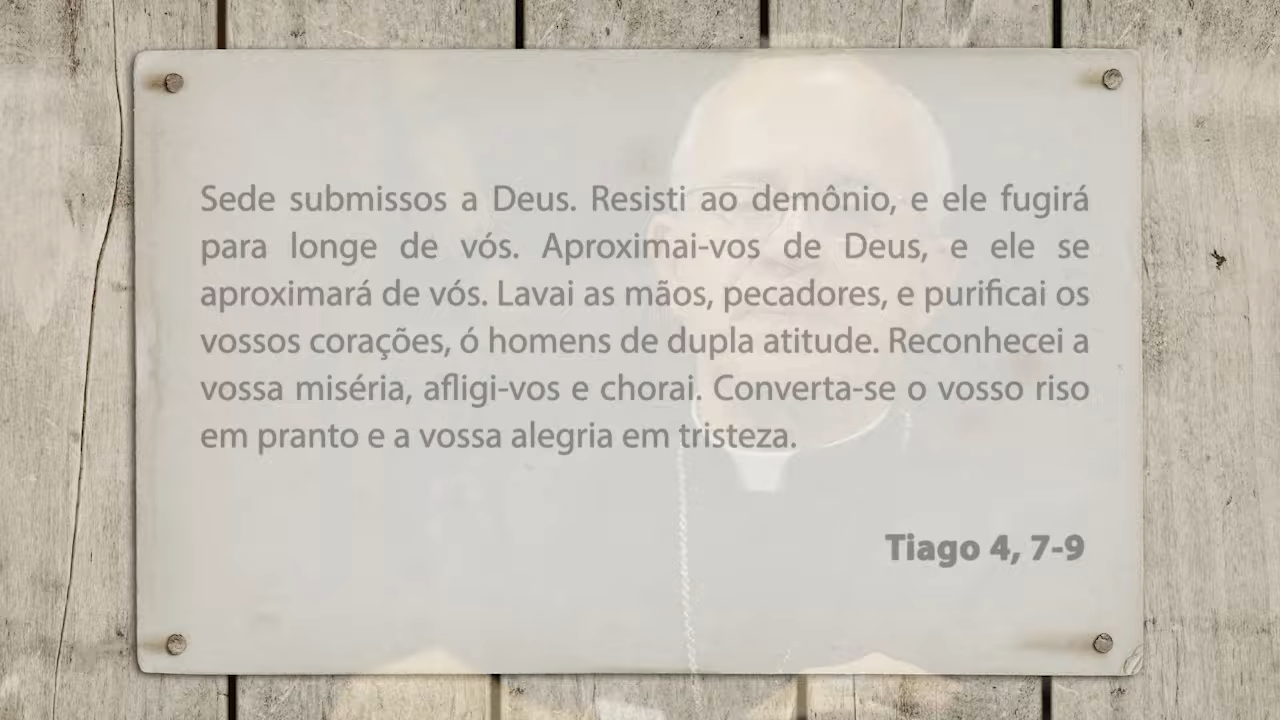 Sede submissos a Deus. Resisti ao demônio, e ele fugirá
para longe de vós. Aproximai-vos de Deus, e ele se
aproximará de vós. Lavai as mãos, pecadores, e purificai os
vossos corações, ó homens de dupla atitude. Reconhecei a
vossa miséria, afligi-vos e chorai. Converta-se o vosso riso
em pranto e a vossa alegria em tristeza.
Tiago 4, 7-9